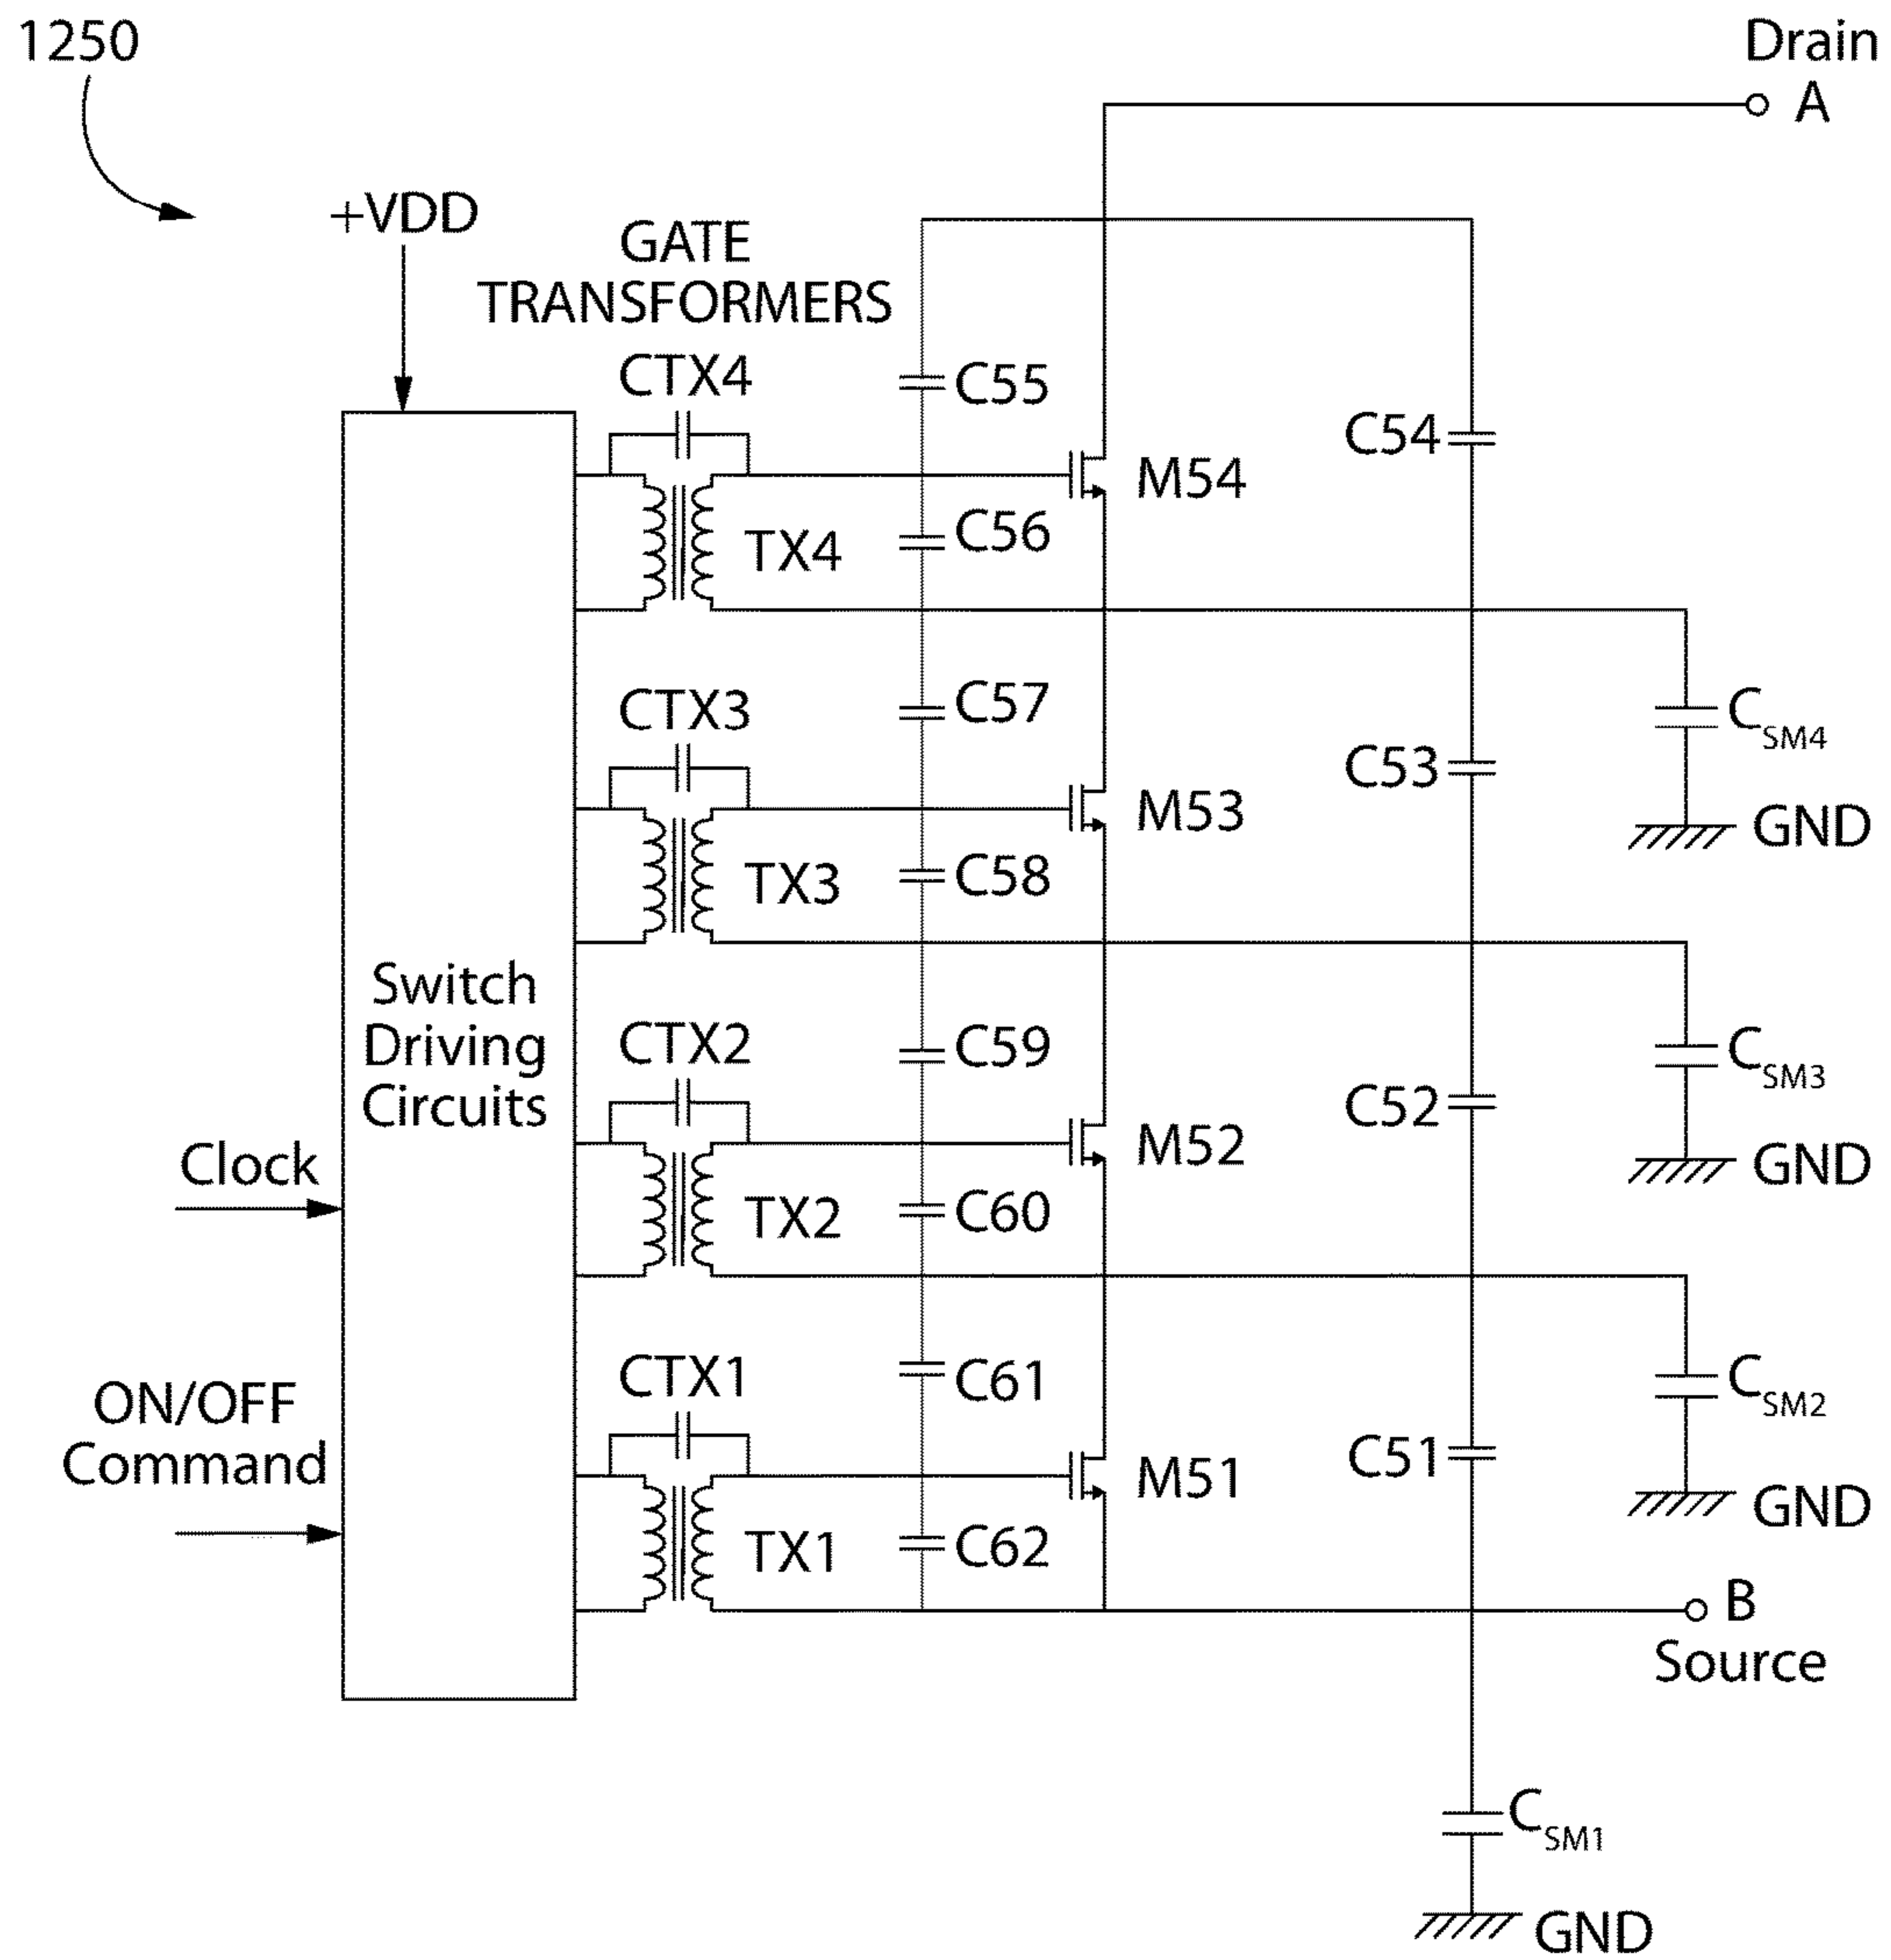 1250
Drain
A
+VDD
GATE
TRANSFORMERS
CTX4
C55
C54
M54
C56
TX4
CTX3
C57
CSM4
C53
M53
GND
TX3
C58
Switch
Driving
Circuits
CTX2
C59
CSM3
C52
M52
Clock
GND
TX2
C60
CTX1
C61
CSM2
ON/OFF
Command
C51
M51
GND
TX1
C62
B
Source
CSM1
GND